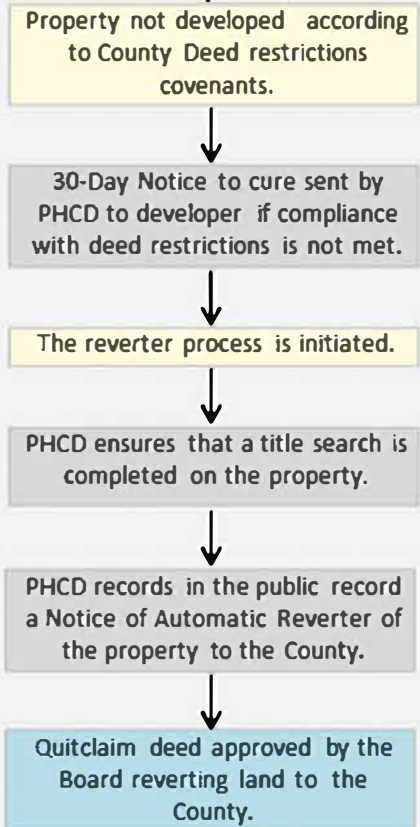 Property not developed according
to County Deed restrictions
covenants.
30-Day Notice to cure sent by
PHCD to developer if compliance
with deed restrictions is not met.
The reverter process is initiated.
PHCD ensures that a title search is
completed on the property.
PHCD records in the public record
a Notice of Automatic Reverter of
the property to the County.
Quitclaim deed approved by the
Board reverting land to the
County.